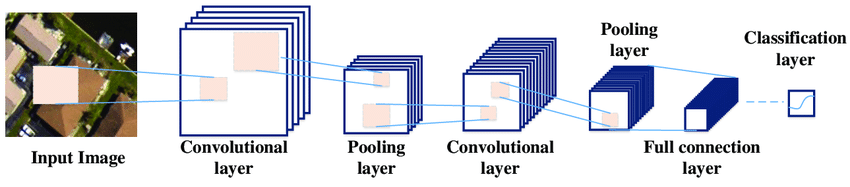 Input Image
Convolutional
layer
Pooling
layer
Convolutional
layer
Pooling
layer
Full connection
layer
Classification
layer